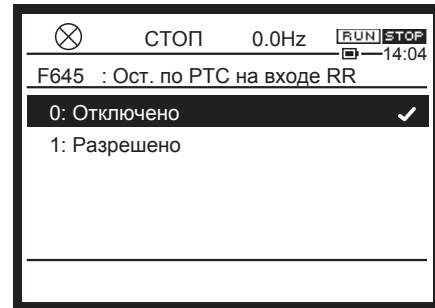 СТОП 0.0Hz RUN STOP
14:04
F645 : Ост. по PTC на входе RR
0: Отключено
1: Разрешено